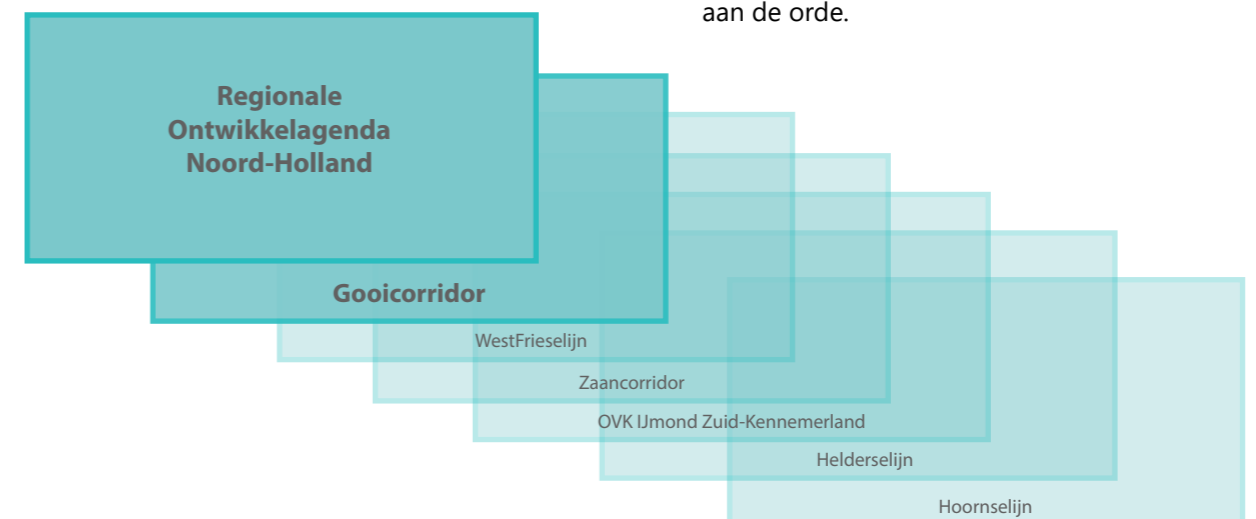 aan de orde.
Regionale
Ontwikkelagenda
Noord-Holland
Gooicorridor
WestFrieselijn
Zaancorridor
OVK IJmond Zuid-Kennemerland
Helderselijn
Hoornselijn